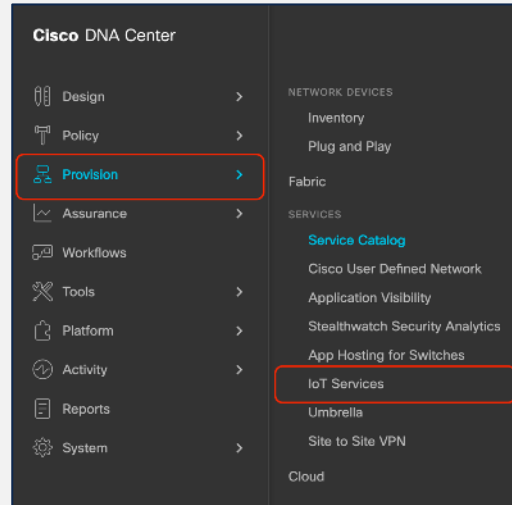 Cisco DNA Center
Design
Policy
Provision
Assurance
Workflows
Tools
Platform
Activity
Reports
System
NETWORK DEVICES
Inventory
Plug and Play
Fabric
SERVICES
Service Catalog
Cisco User Defined Network
Application Visibility
Stealthwatch Security Analytics
App Hosting for Switches
IoT Services
Umbrella
Site to Site VPN
Cloud